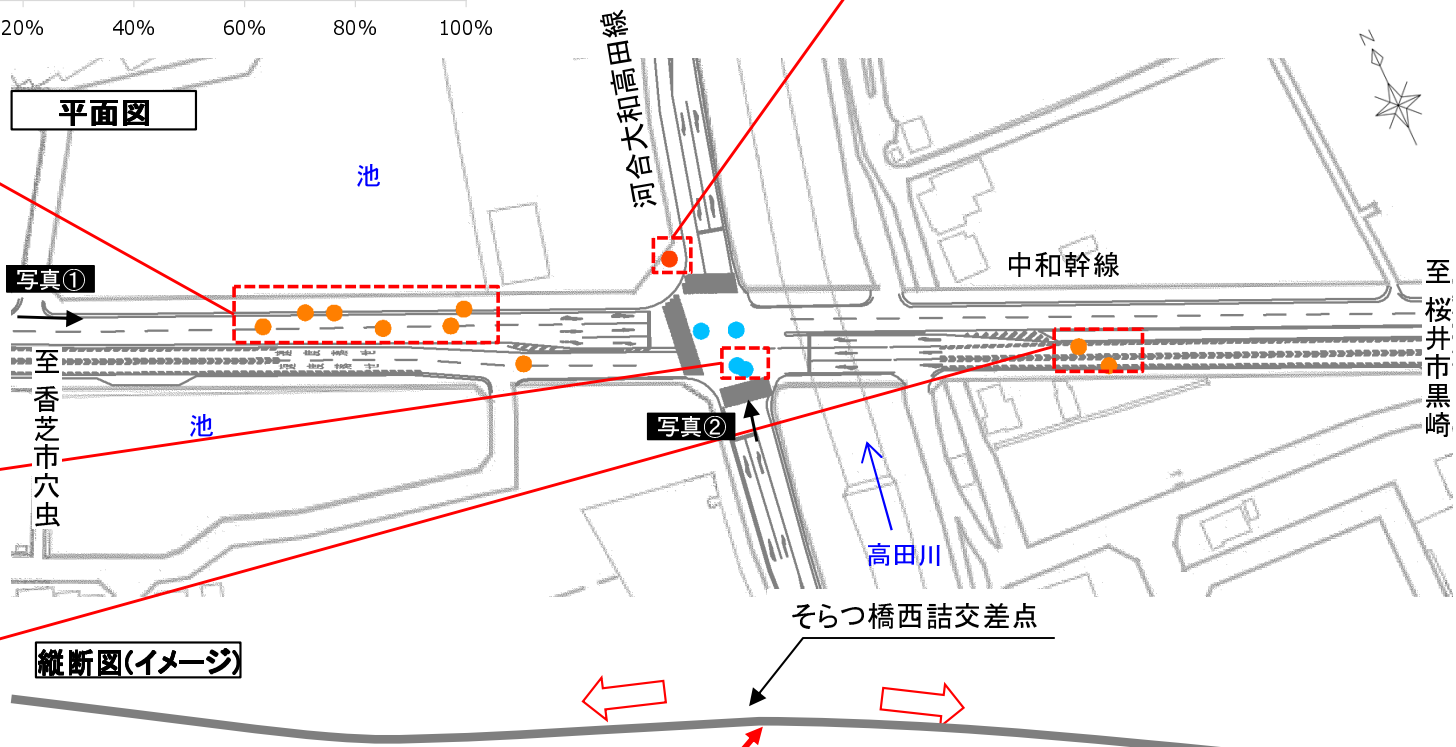 20%
40%
60%
80%
100%
平面図
河合大和高田線
N
池
中和幹線
写真①
至 香芝市穴虫
至 桜井市黒崎
池
写真②
高田川
そらつ橋西詰交差点
縦断図(イメージ)